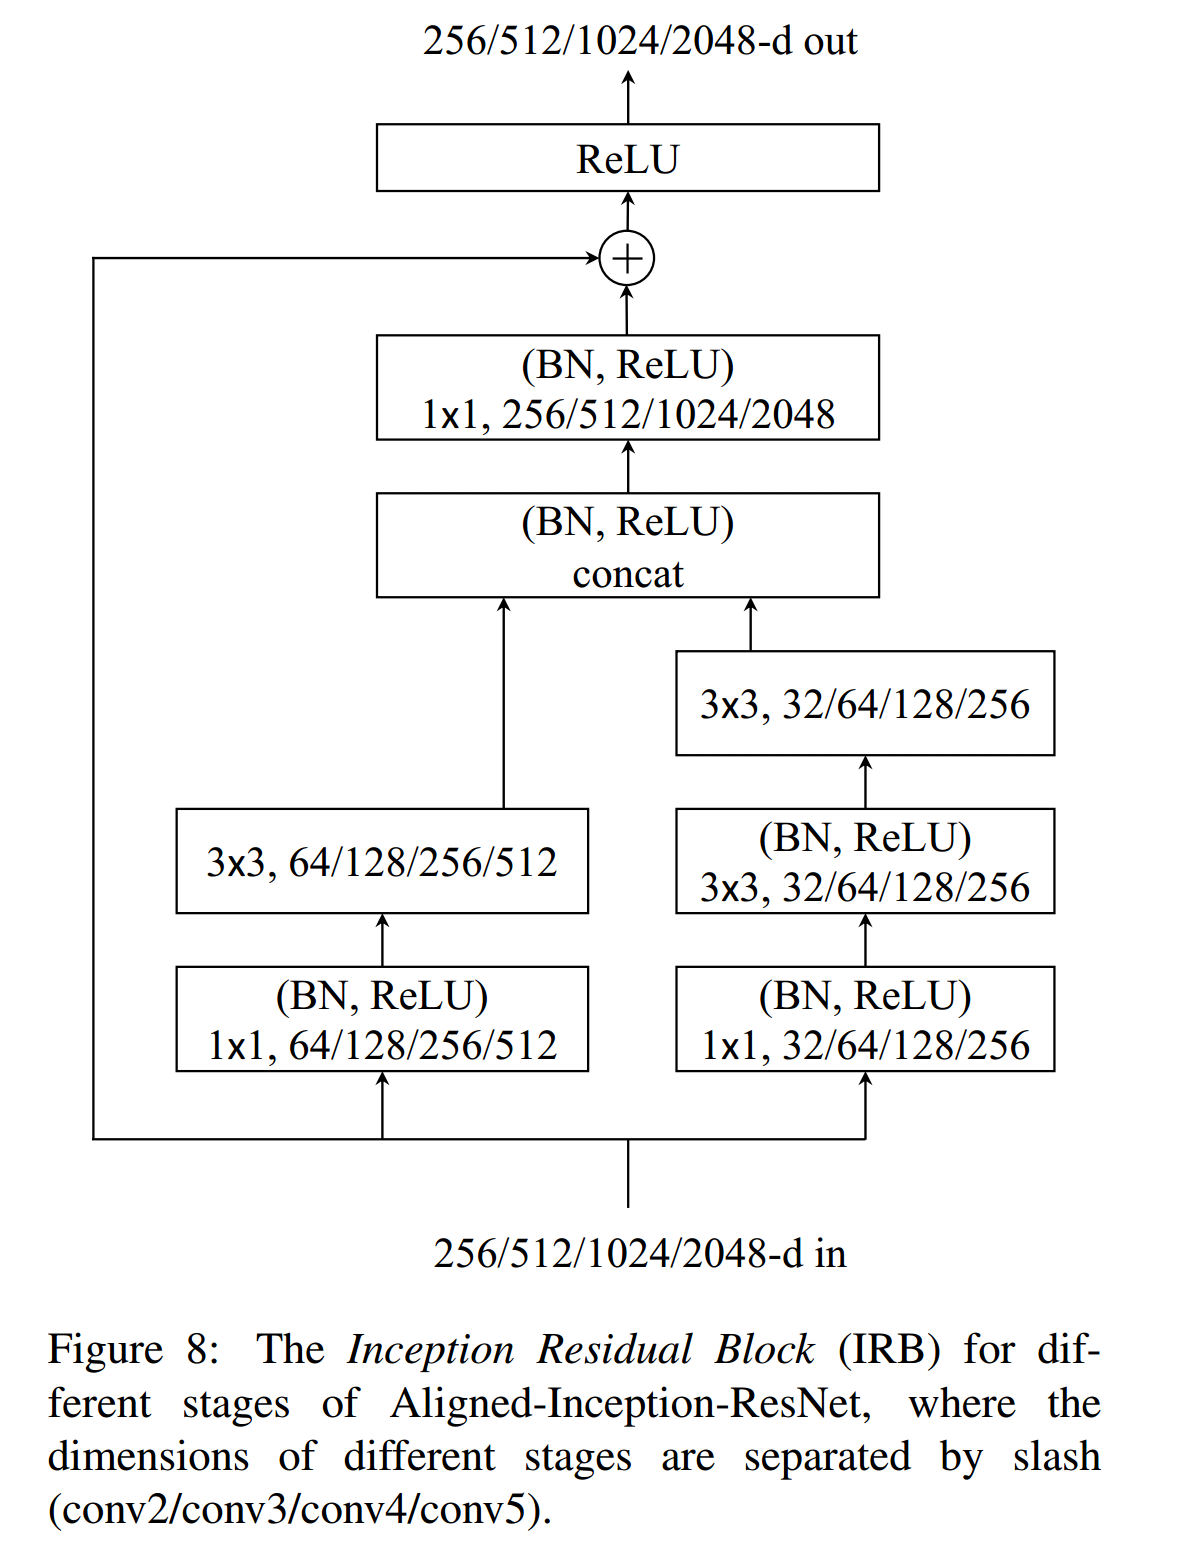 256/512/1024/2048-d out
ReLU
(BN, ReLU)
1x1, 256/512/1024/2048
(BN, ReLU)
concat
3x3, 32/64/128/256
3x3, 64/128/256/512
(BN, ReLU)
3x3, 32/64/128/256
(BN, ReLU)
1x1, 64/128/256/512
(BN, ReLU)
1x1, 32/64/128/256
256/512/1024/2048-d in
Figure 8: The Inception Residual Block (IRB) for dif-
ferent stages of Aligned-Inception-ResNet, where the
dimensions of different stages are separated by slash
(conv2/conv3/conv4/conv5).